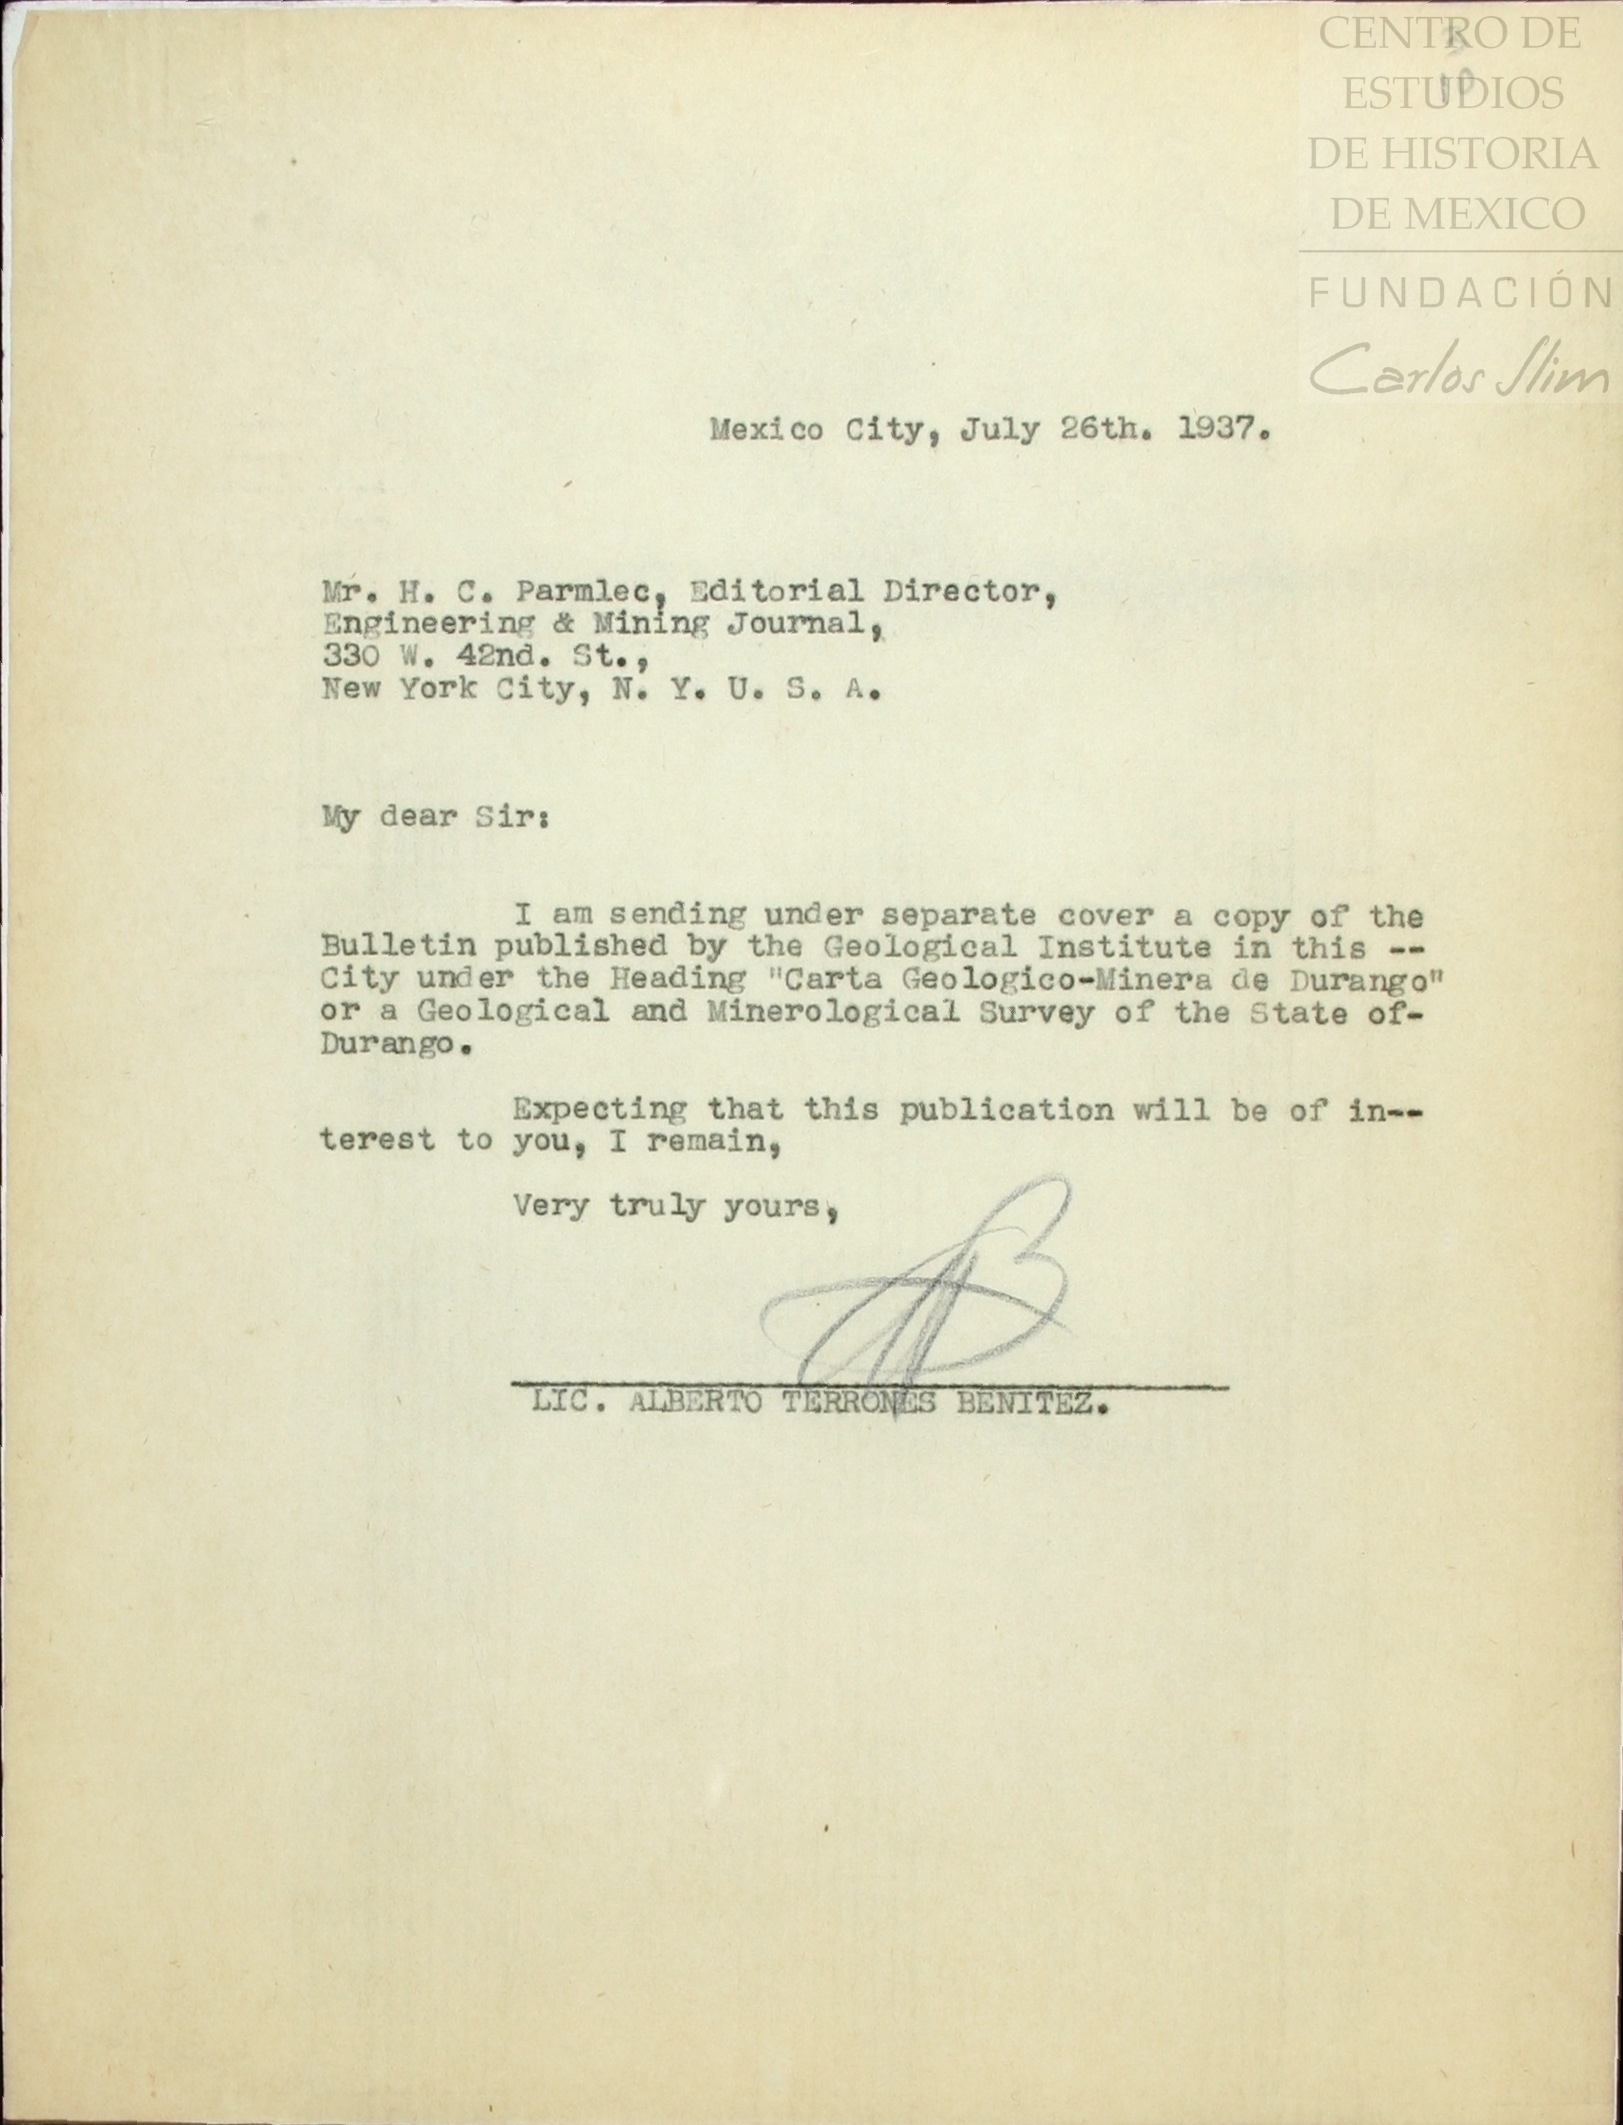 CENTRO DE
ESTUDIOS
DE HISTORIA
DE MEXICO
FUNDACIÓN
Carlos Slim
Mexico City, July 26th. 1937.
Mr. H. C. Parmlec, Editorial Director,
Engineering & Mining Journal,
330 W. 42nd. St.,
New York City, N. Y. U. S. A.
My dear Sir:
I am sending under separate cover a copy of the
Bulletin published by the Geological Institute in this --
City under the Heading "Carta Geologico-Minera de Durango"
or a Geological and Minerological Survey of the State of-
Durango.
Expecting that this publication will be of in--
terest to you, I remain,
Very truly yours,
LIC. ALBERTO TERRONES BENITEZ.